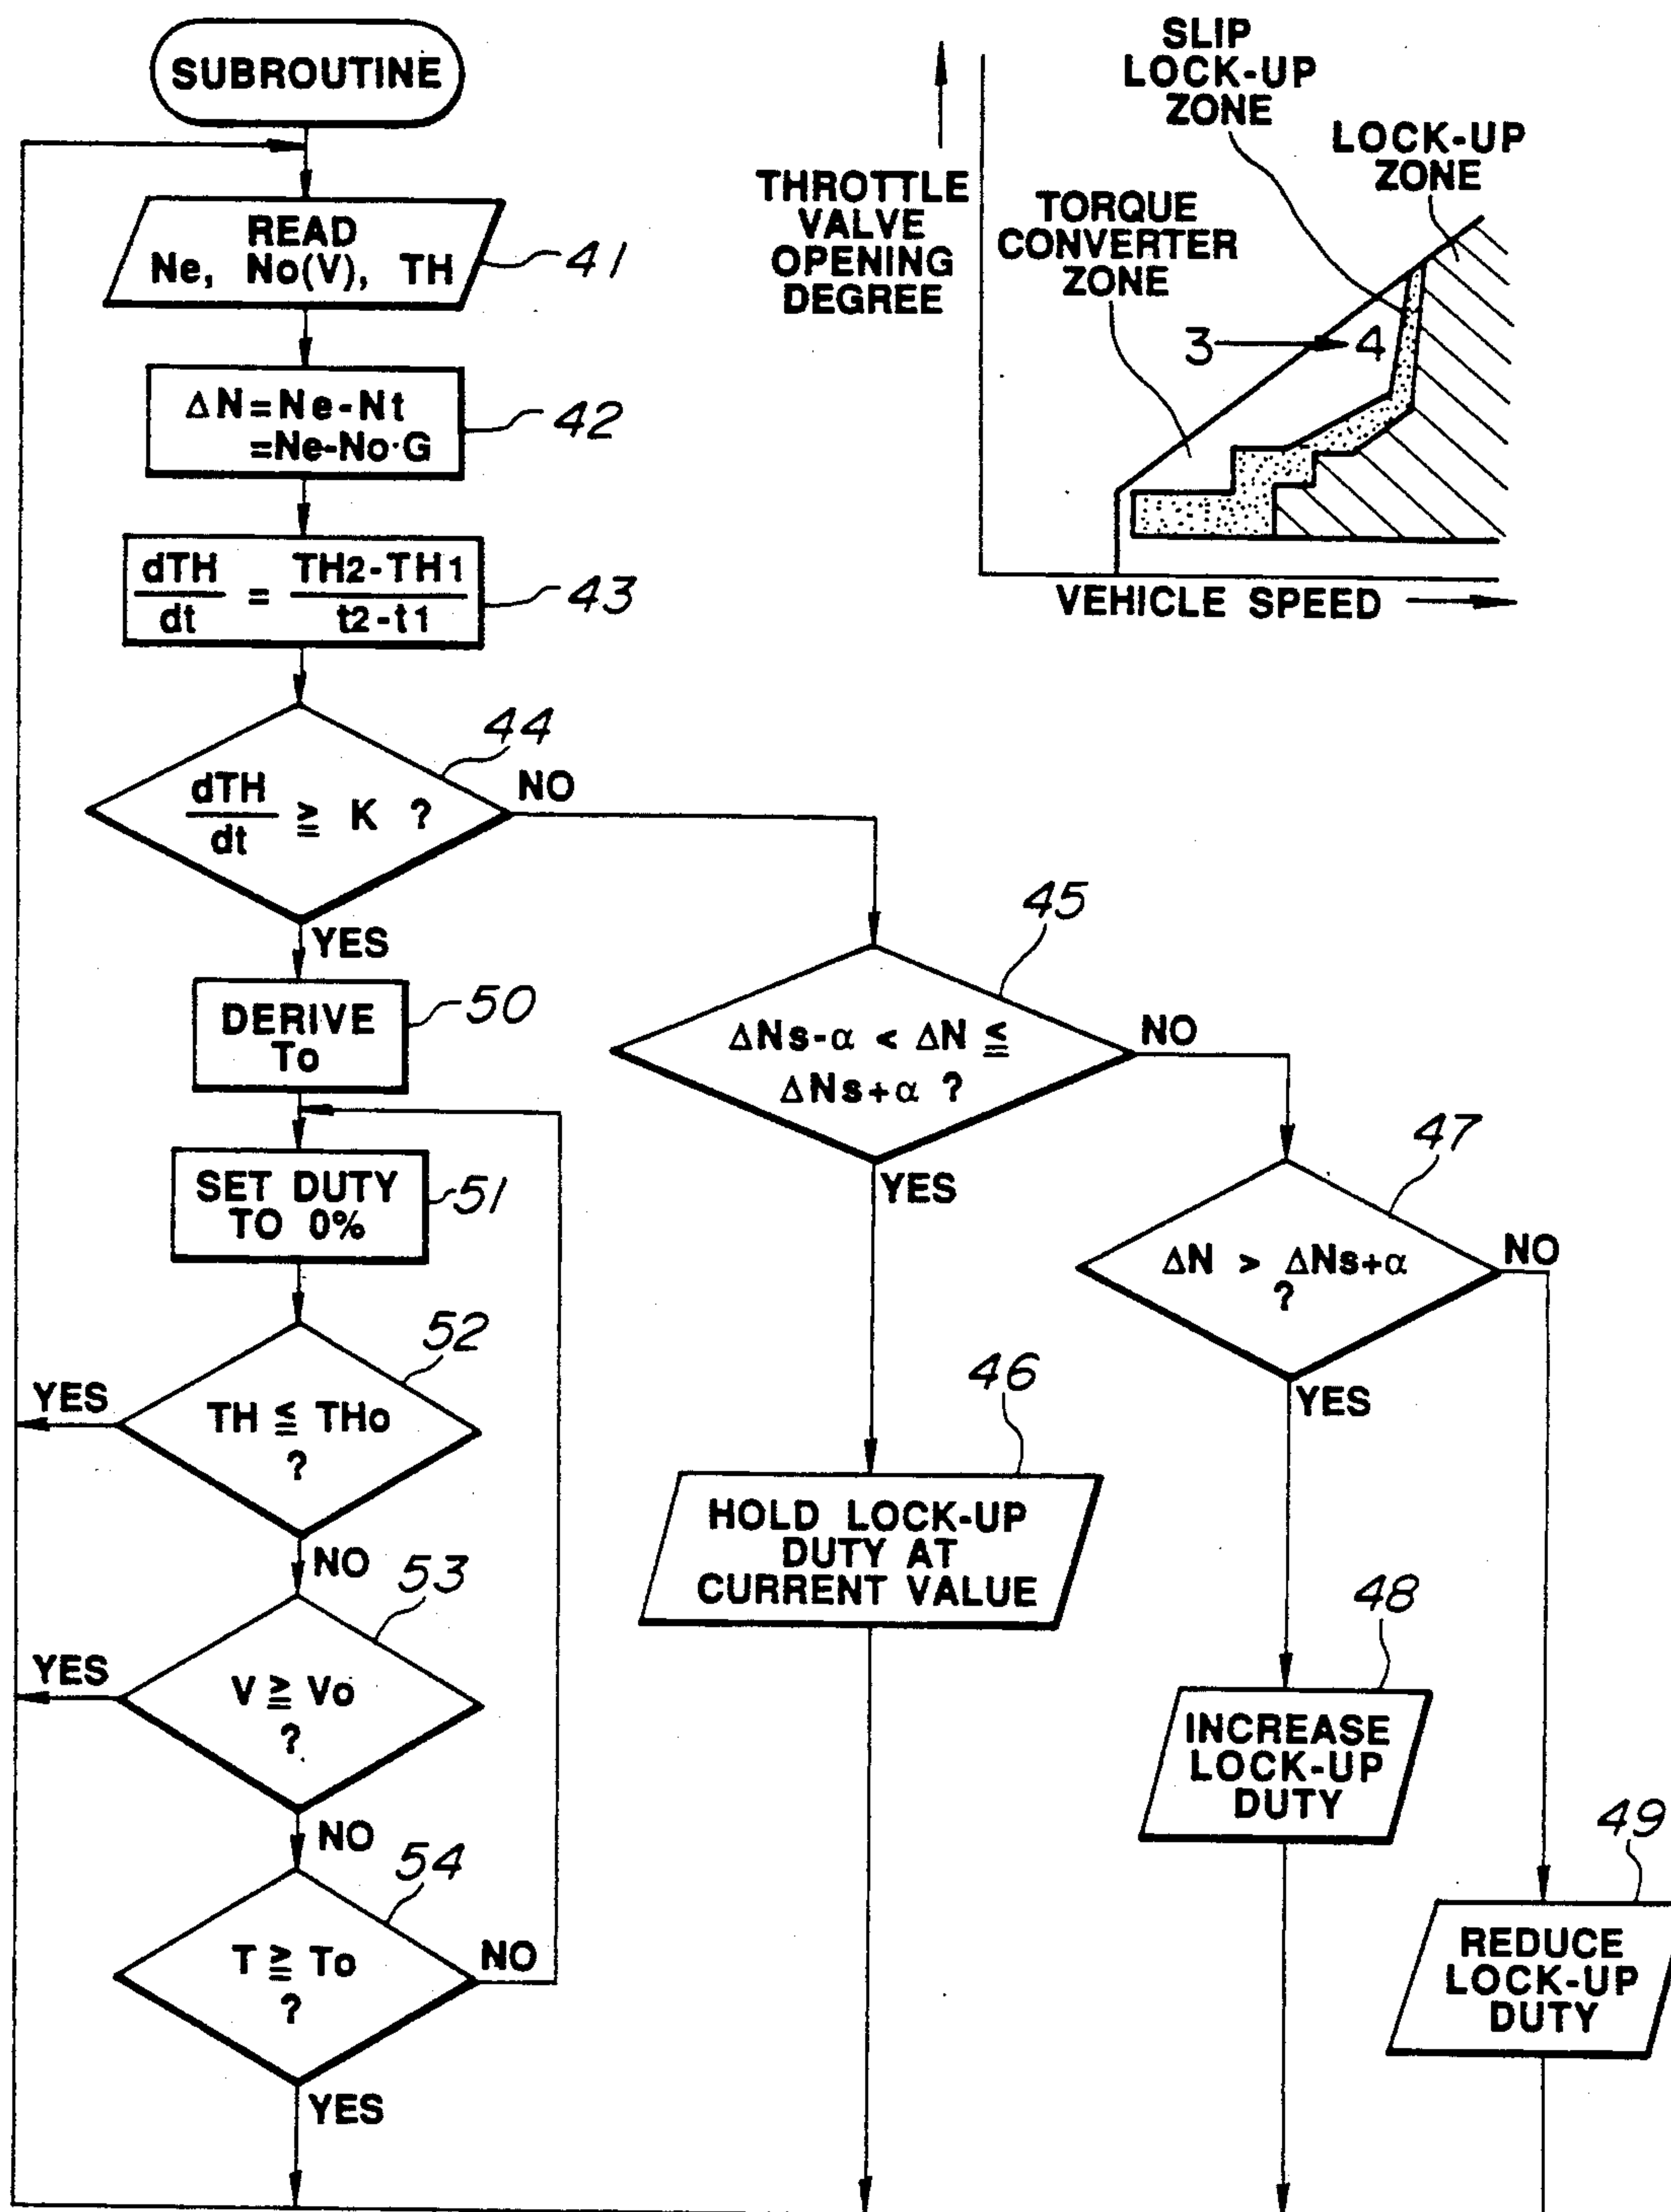 SUBROUTINE
READ
Ne, No(V), TH
41
ΔN=Ne-Nt
=Ne-No·G
42
dTH/dt = TH2-TH1/t2-t1
43
dTH/dt ≧ K ?
44
NO
YES
DERIVE
To
50
SET DUTY
TO 0%
51
TH ≦ THo
?
52
YES
NO
V ≧ Vo
?
53
YES
NO
T ≧ To
?
54
NO
YES
ΔNs-α < ΔN ≦
ΔNs+α ?
45
NO
YES
HOLD LOCK-UP
DUTY AT
CURRENT VALUE
46
ΔN > ΔNs+α
?
47
NO
YES
INCREASE
LOCK-UP
DUTY
48
REDUCE
LOCK-UP
DUTY
49
THROTTLE
VALVE
OPENING
DEGREE
SLIP
LOCK-UP
ZONE
LOCK-UP
ZONE
TORQUE
CONVERTER
ZONE
3
4
VEHICLE SPEED